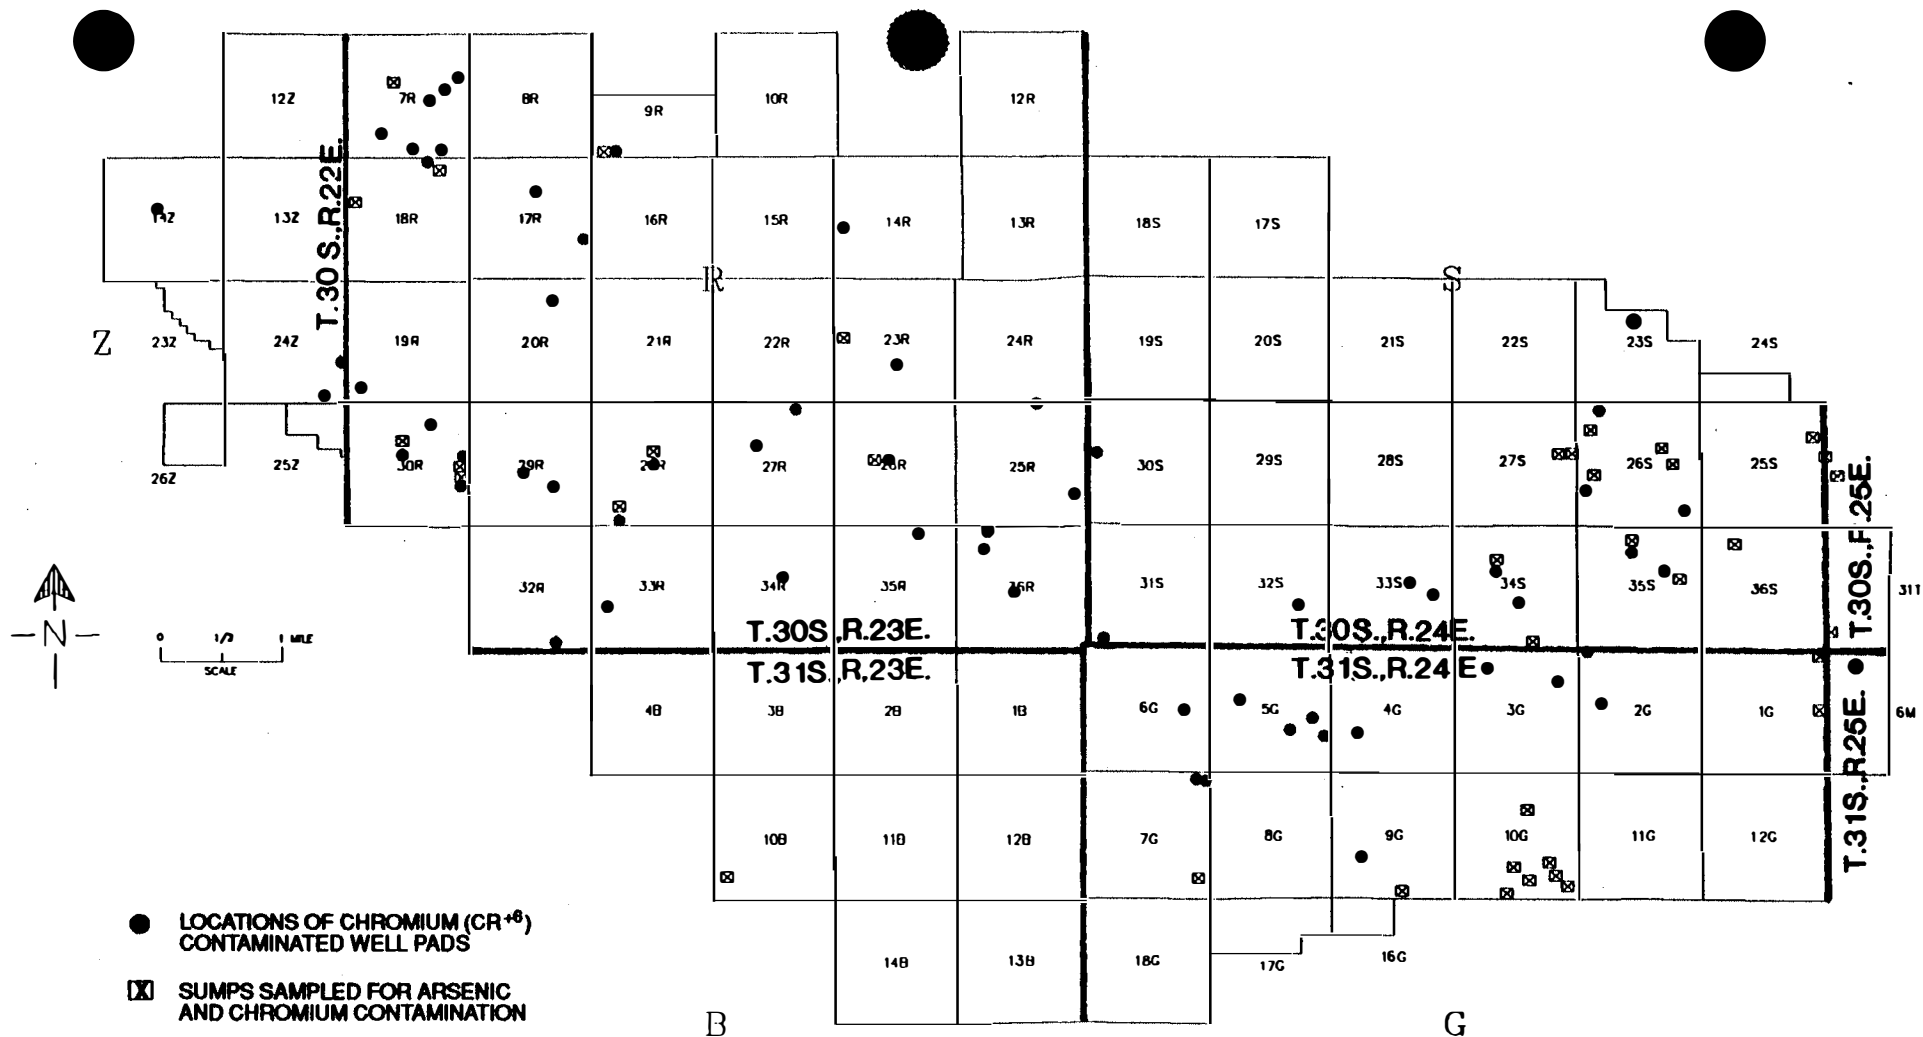 12Z
7R
8R
9R
10R
12R
T.30 S.,R.22E.
14Z
13Z
18R
17R
16R
15R
14R
13R
18S
17S
R
S
Z
23Z
24Z
19R
20R
21R
22R
23R
24R
19S
20S
21S
22S
23S
24S
26Z
25Z
30R
29R
28R
27R
26R
25R
30S
29S
28S
27S
26S
25S
T.30S.,R.25E.
N
0 1/2 1 MILE
SCALE
32R
33R
34R
35R
36R
31S
32S
33S
34S
35S
36S
31T
T.30S.,R.23E.
T.30S.,R.24E.
T.31S.,R.23E.
T.31S.,R.24E
4B
3B
2B
1B
6G
5G
4G
3G
2G
1G
6M
T.31S.,R.25E.
10B
11B
12B
7G
8G
9G
10G
11G
12G
LOCATIONS OF CHROMIUM (CR+6)
CONTAMINATED WELL PADS
14B
13B
18G
17G
16G
SUMPS SAMPLED FOR ARSENIC
AND CHROMIUM CONTAMINATION
B
G